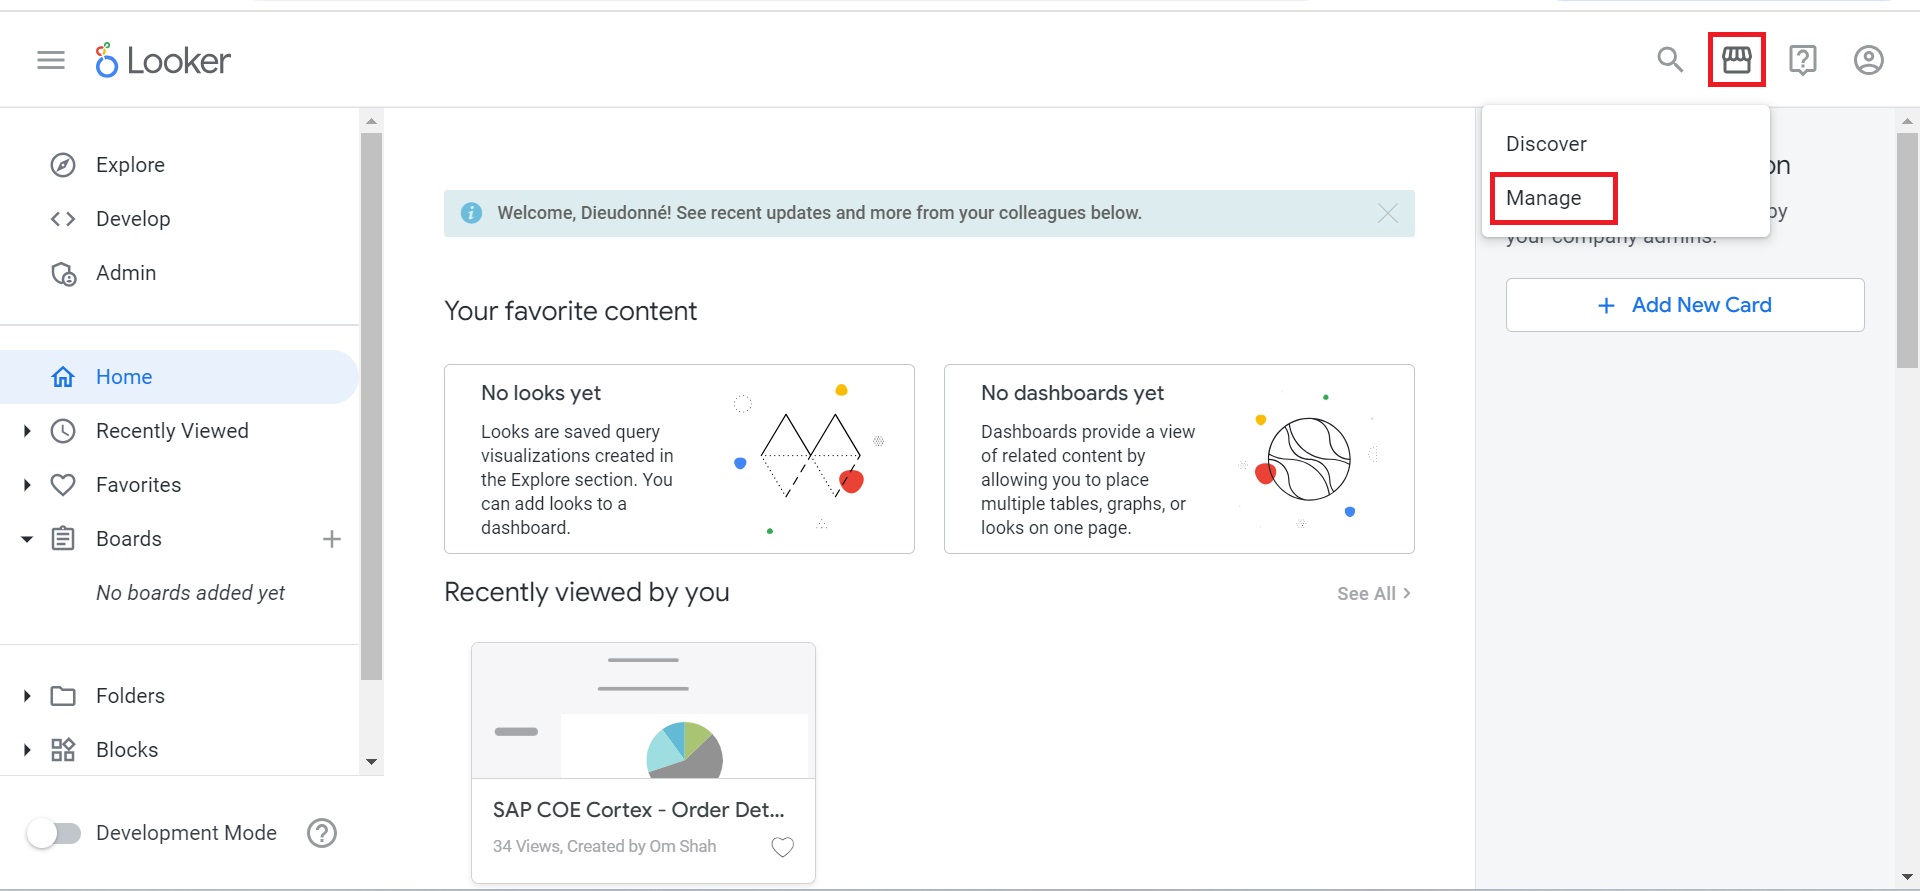 Looker
Discover
Manage
on
by
your company admins.
Add New Card
Explore
Develop
Admin
Home
Recently Viewed
Favorites
Boards
No boards added yet
Folders
Blocks
Development Mode
Welcome, Dieudonné! See recent updates and more from your colleagues below.
Your favorite content
No looks yet
Looks are saved query
visualizations created in
the Explore section. You
can add looks to a
dashboard.
No dashboards yet
Dashboards provide a view
of related content by
allowing you to place
multiple tables, graphs, or
looks on one page.
Recently viewed by you
See All
SAP COE Cortex - Order Det...
34 Views, Created by Om Shah